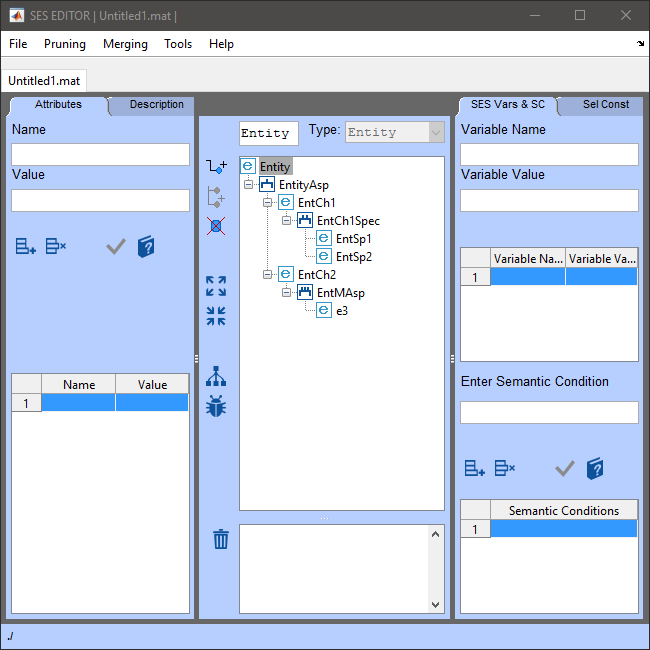 SES EDITOR | Untitled1.mat |
File Pruning Merging Tools Help
Untitled1.mat
Attributes Description
Name
Value
Name Value
1
Entity Type: Entity
Entity
EntityAsp
EntCh1
EntCh1Spec
EntSp1
EntSp2
EntCh2
EntMAsp
e3
SES Vars & SC Sel Const
Variable Name
Variable Value
Variable Na... Variable Va...
1
Enter Semantic Condition
Semantic Conditions
1
./